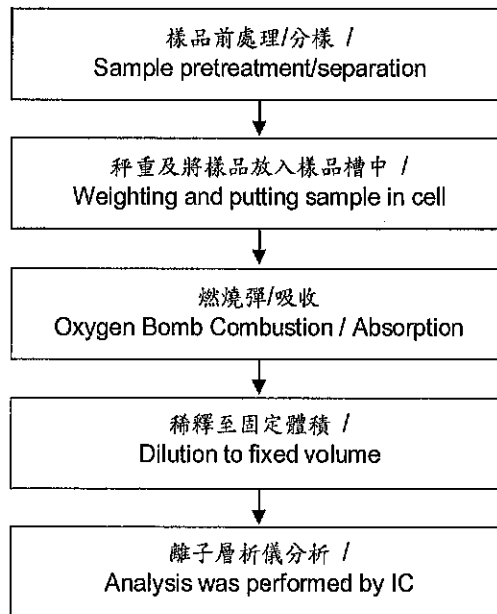 樣品前處理/分樣 /
Sample pretreatment/separation
秤重及將樣品放入樣品槽中 /
Weighting and putting sample in cell
燃燒彈/吸收
Oxygen Bomb Combustion / Absorption
稀釋至固定體積 /
Dilution to fixed volume
離子層析儀分析 /
Analysis was performed by IC